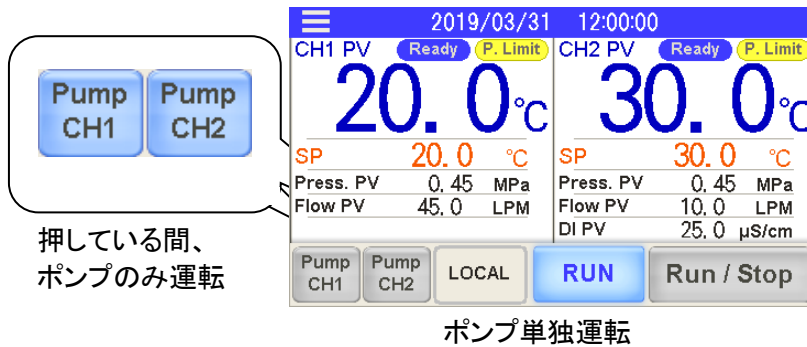 Pump CH1
Pump CH2
押している間、
ポンプのみ運転
2019/03/31 12:00:00
CH1 PV Ready P. Limit
20. 0 ℃
SP 20. 0 ℃
Press. PV 0, 45 MPa
Flow PV 45. 0 LPM
CH2 PV Ready P. Limit
30. 0 ℃
SP 30. 0 ℃
Press. PV 0, 45 MPa
Flow PV 10. 0 LPM
DI PV 25. 0 µS/cm
Pump CH1
Pump CH2
LOCAL
RUN
Run / Stop
ポンプ単独運転